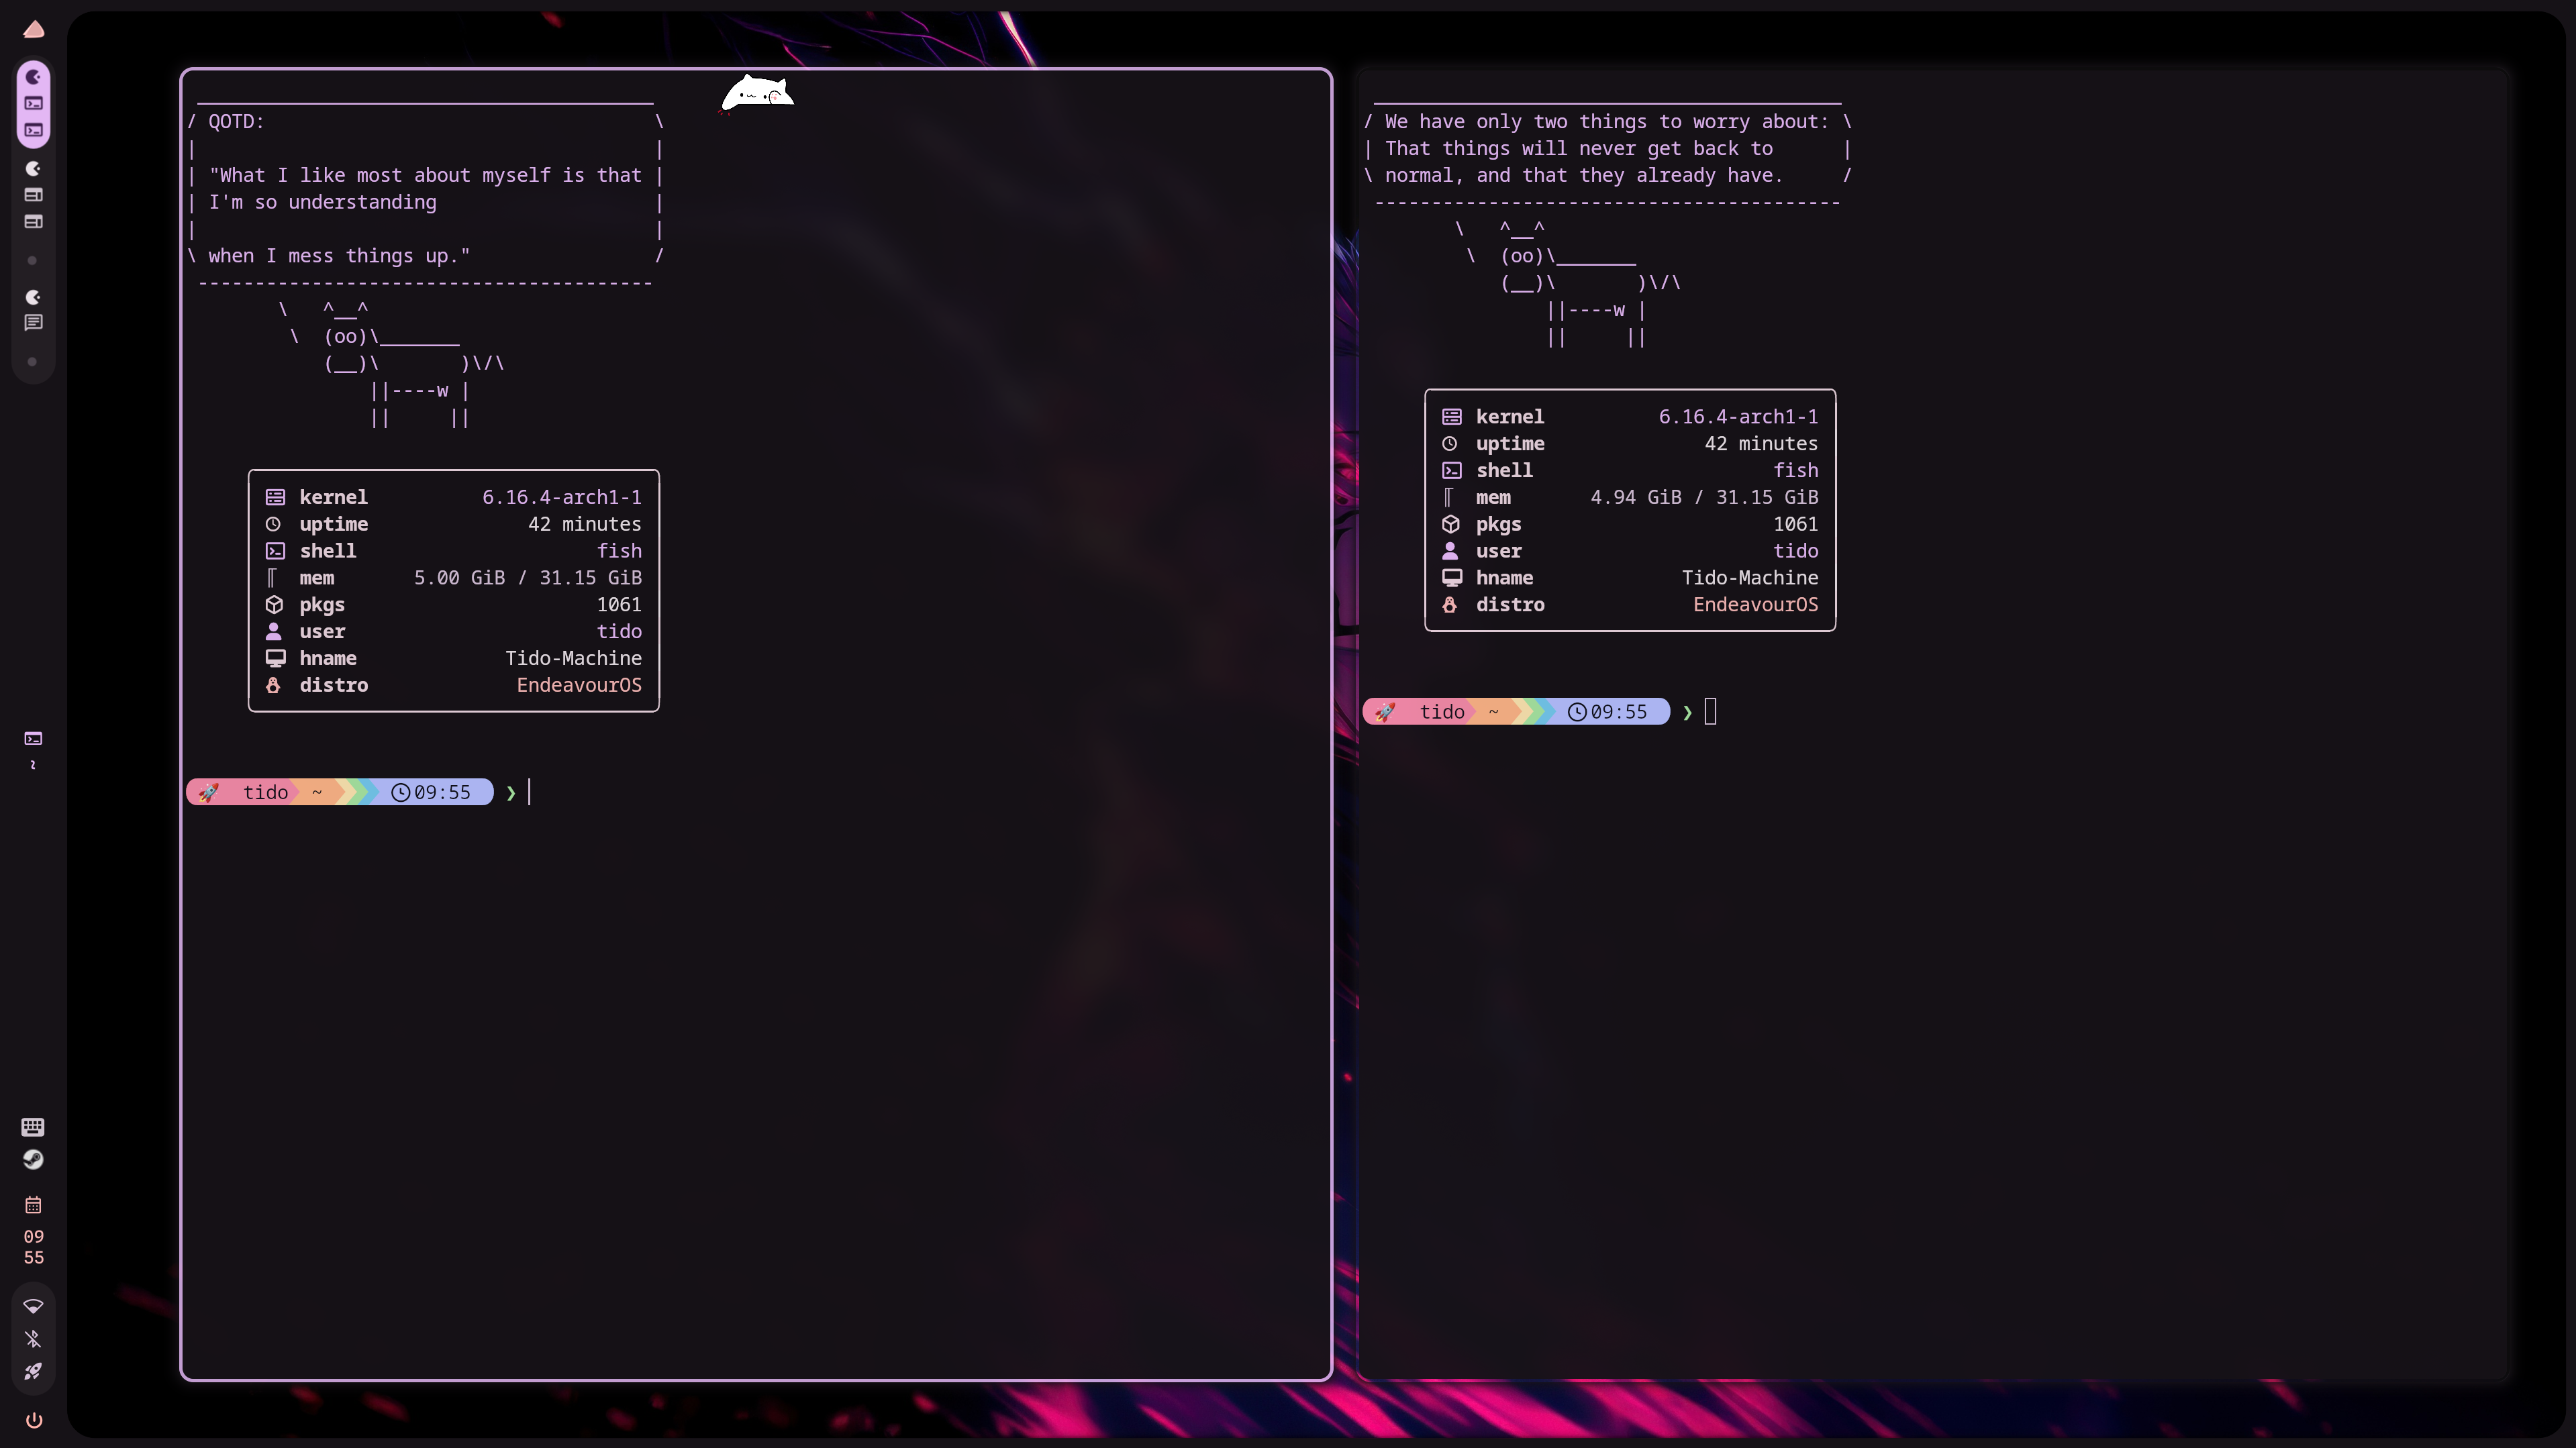 QOTD:
"What I like most about myself is that
I'm so understanding
when I mess things up."
^__^
(oo)\_______
(__)\       )\/\
||----w |
||     ||
kernel 6.16.4-arch1-1
uptime 42 minutes
shell fish
mem 5.00 GiB / 31.15 GiB
pkgs 1061
user tido
hname Tido-Machine
distro EndeavourOS
tido ~ 09:55 ❯
We have only two things to worry about:
That things will never get back to
normal, and that they already have.
^__^
(oo)\_______
(__)\       )\/\
||----w |
||     ||
kernel 6.16.4-arch1-1
uptime 42 minutes
shell fish
mem 4.94 GiB / 31.15 GiB
pkgs 1061
user tido
hname Tido-Machine
distro EndeavourOS
tido ~ 09:55 ❯
~
09
55